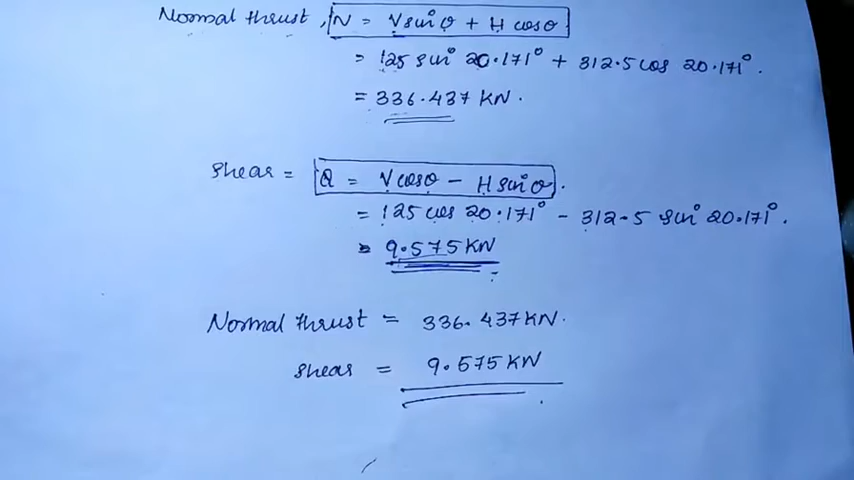 Normal thrust, N = V sin θ + H cos θ
= 125 sin 20.171° + 312.5 cos 20.171°.
= 336.437 KN.
Shear = Q = V cos θ - H sin θ.
= 125 cos 20.171° - 312.5 sin 20.171°.
= 9.575 KN
Normal thrust = 336.437 KN.
Shear = 9.575 KN